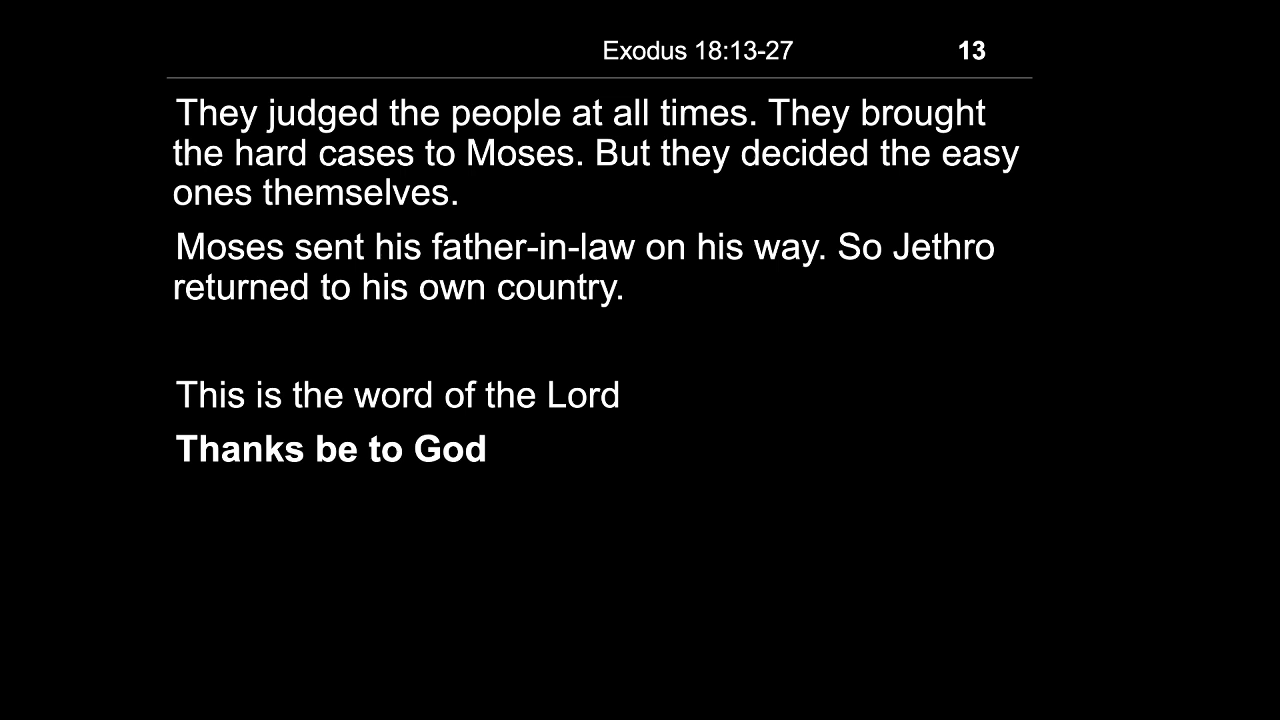 Exodus 18:13-27 13
They judged the people at all times. They brought
the hard cases to Moses. But they decided the easy
ones themselves.
Moses sent his father-in-law on his way. So Jethro
returned to his own country.
This is the word of the Lord
Thanks be to God